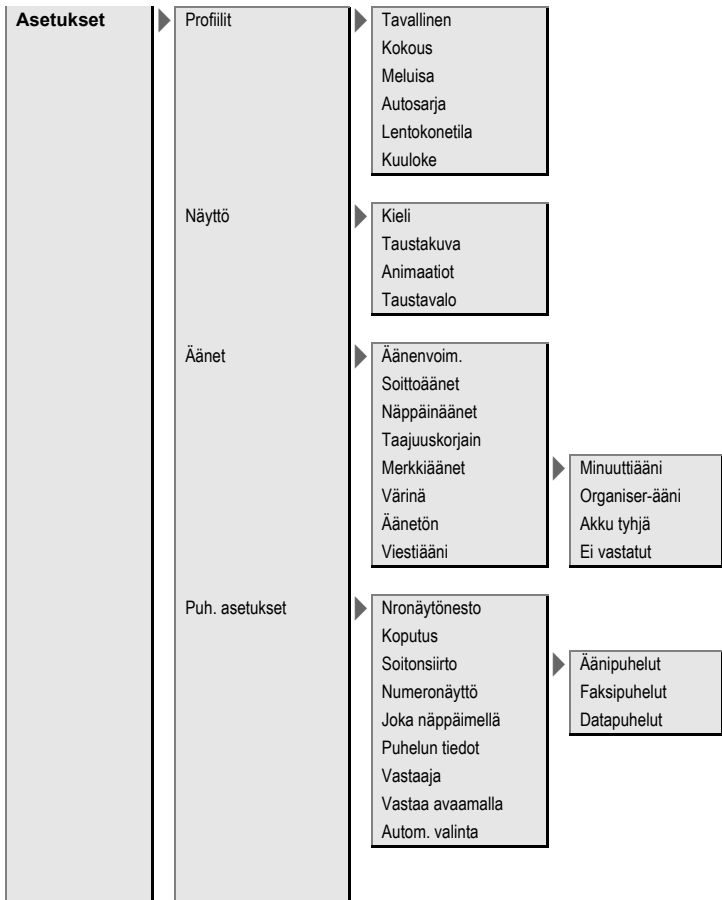 Asetukset
Profiilit
Tavallinen
Kokous
Meluisa
Autosarja
Lentokonetila
Kuuloke
Näyttö
Kieli
Taustakuva
Animaatiot
Taustavalo
Äänet
Äänenvoim.
Soittoäänet
Näppäinäänet
Taajuuskorjain
Merkkiäänet
Värinä
Äänetön
Viestiääni
Minuuttiääni
Organiser-ääni
Akku tyhjä
Ei vastatut
Puh. asetukset
Nronäytönesto
Koputus
Soitonsiirto
Numeronäyttö
Joka näppäimellä
Puhelun tiedot
Vastaaja
Vastaa avaamalla
Autom. valinta
Äänipuhelut
Faksipuhelut
Datapuhelut